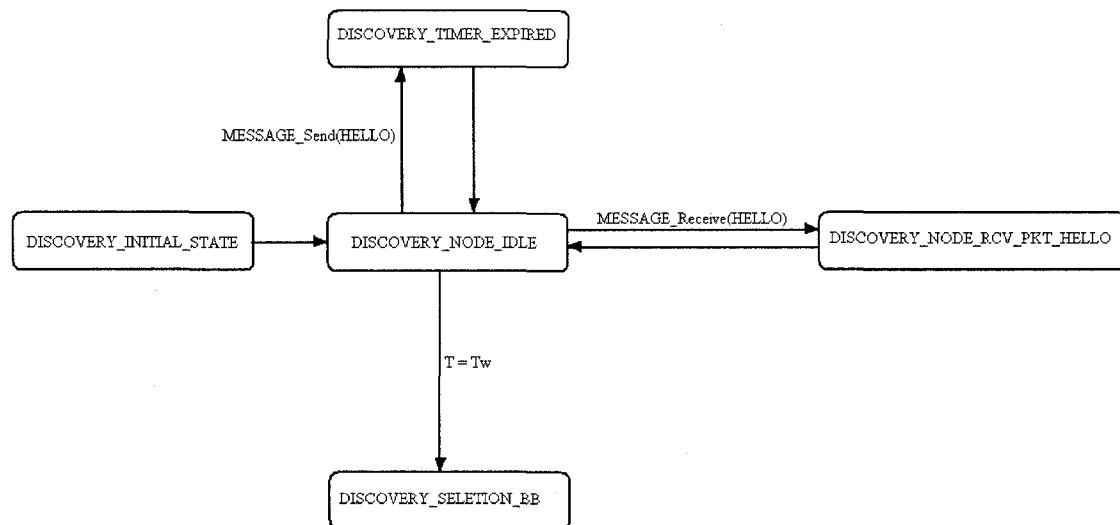 DISCOVERY_TIMER_EXPIRED
MESSAGE_Send(HELLO)
DISCOVERY_INITIAL_STATE
DISCOVERY_NODE_IDLE
MESSAGE_Receive(HELLO)
DISCOVERY_NODE_RCV_PKT_HELLO
T = Tw
DISCOVERY_SELETION_BB